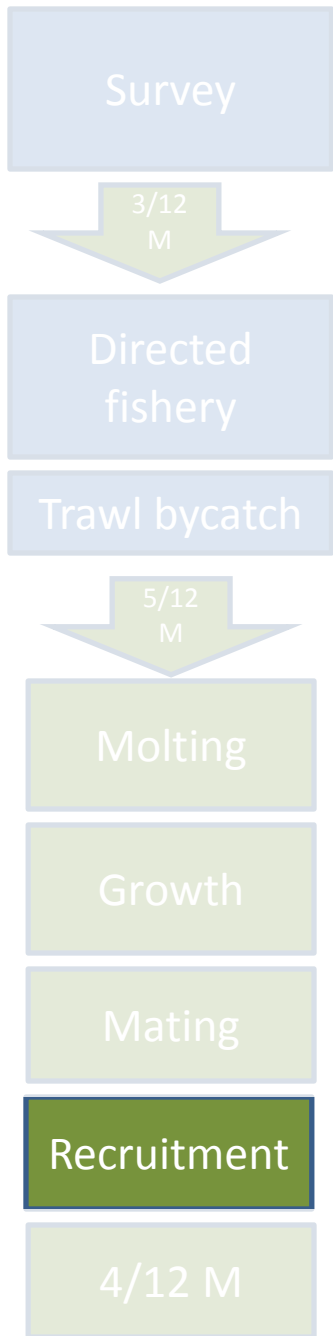 Survey
3/12
M
Directed
fishery
Trawl bycatch
5/12
M
Molting
Growth
Mating
Recruitment
4/12 M